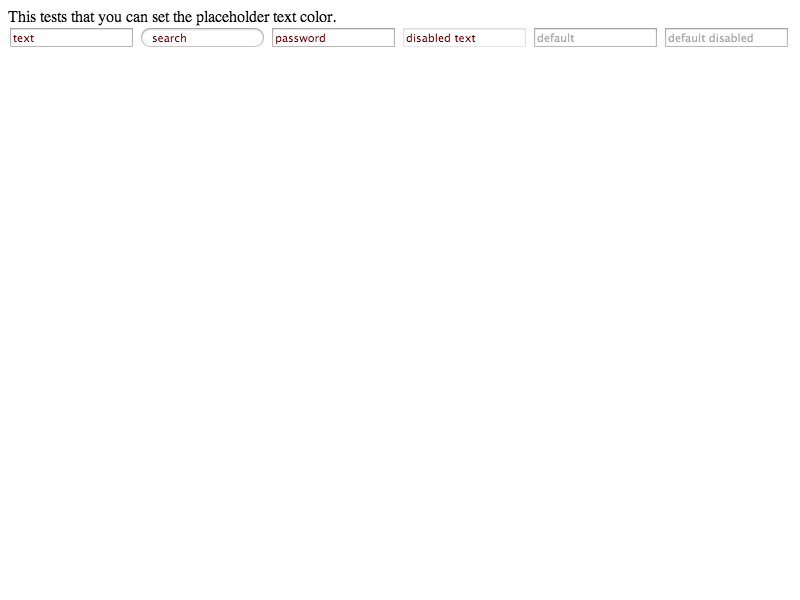 This tests that you can set the placeholder text color.
text search password disabled text default default disabled